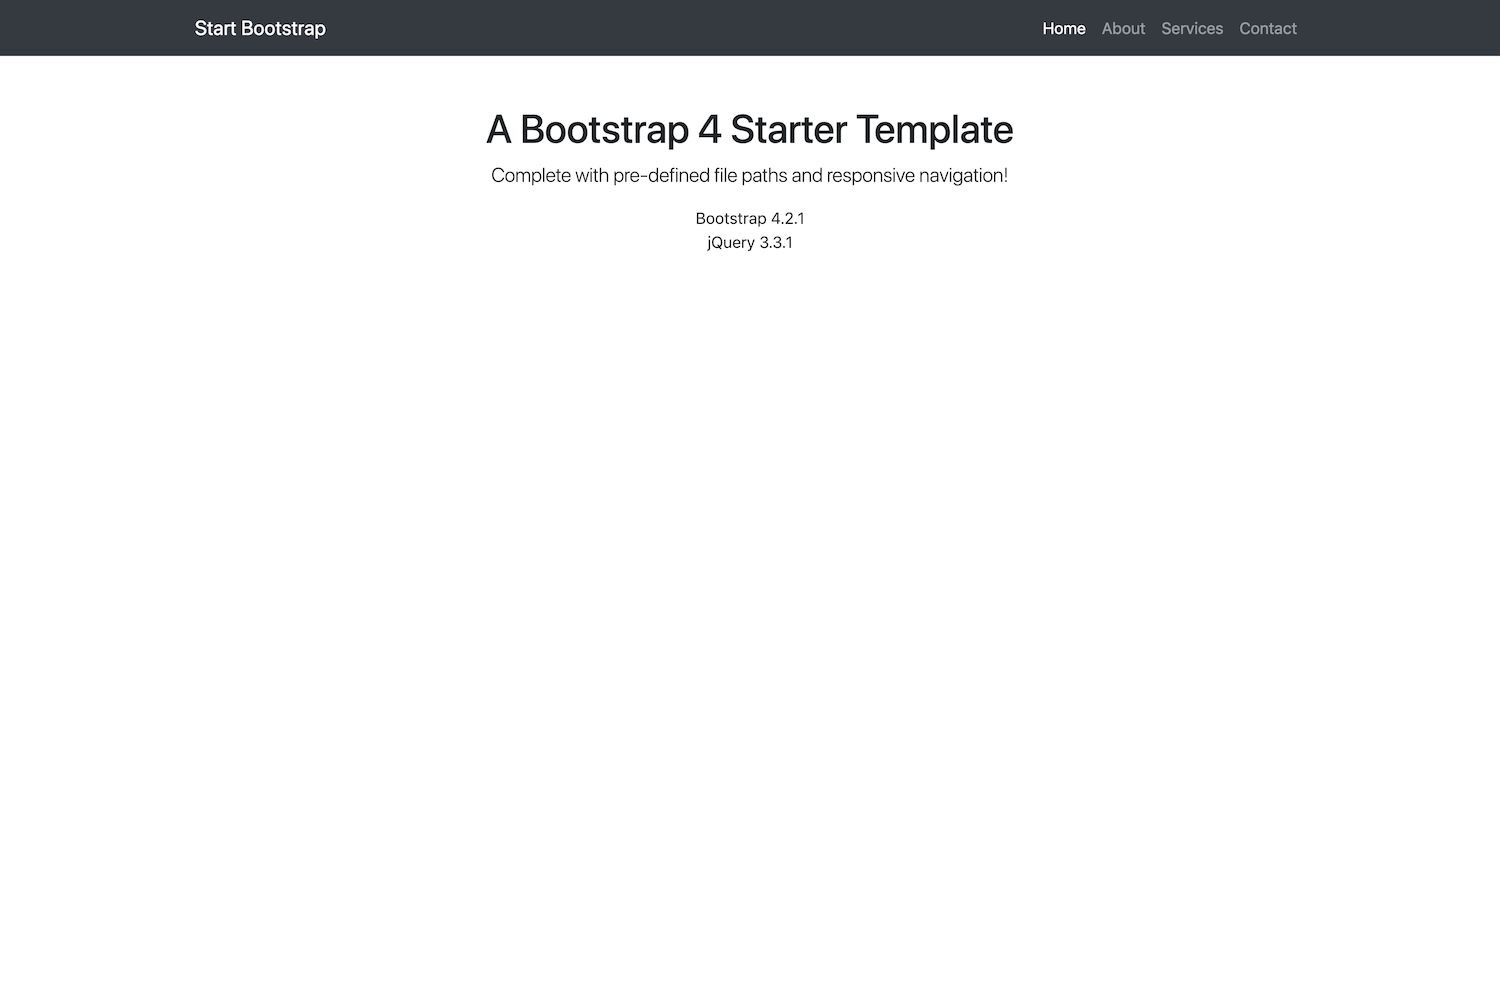 Start Bootstrap
Home About Services Contact
A Bootstrap 4 Starter Template
Complete with pre-defined file paths and responsive navigation!
Bootstrap 4.2.1
jQuery 3.3.1